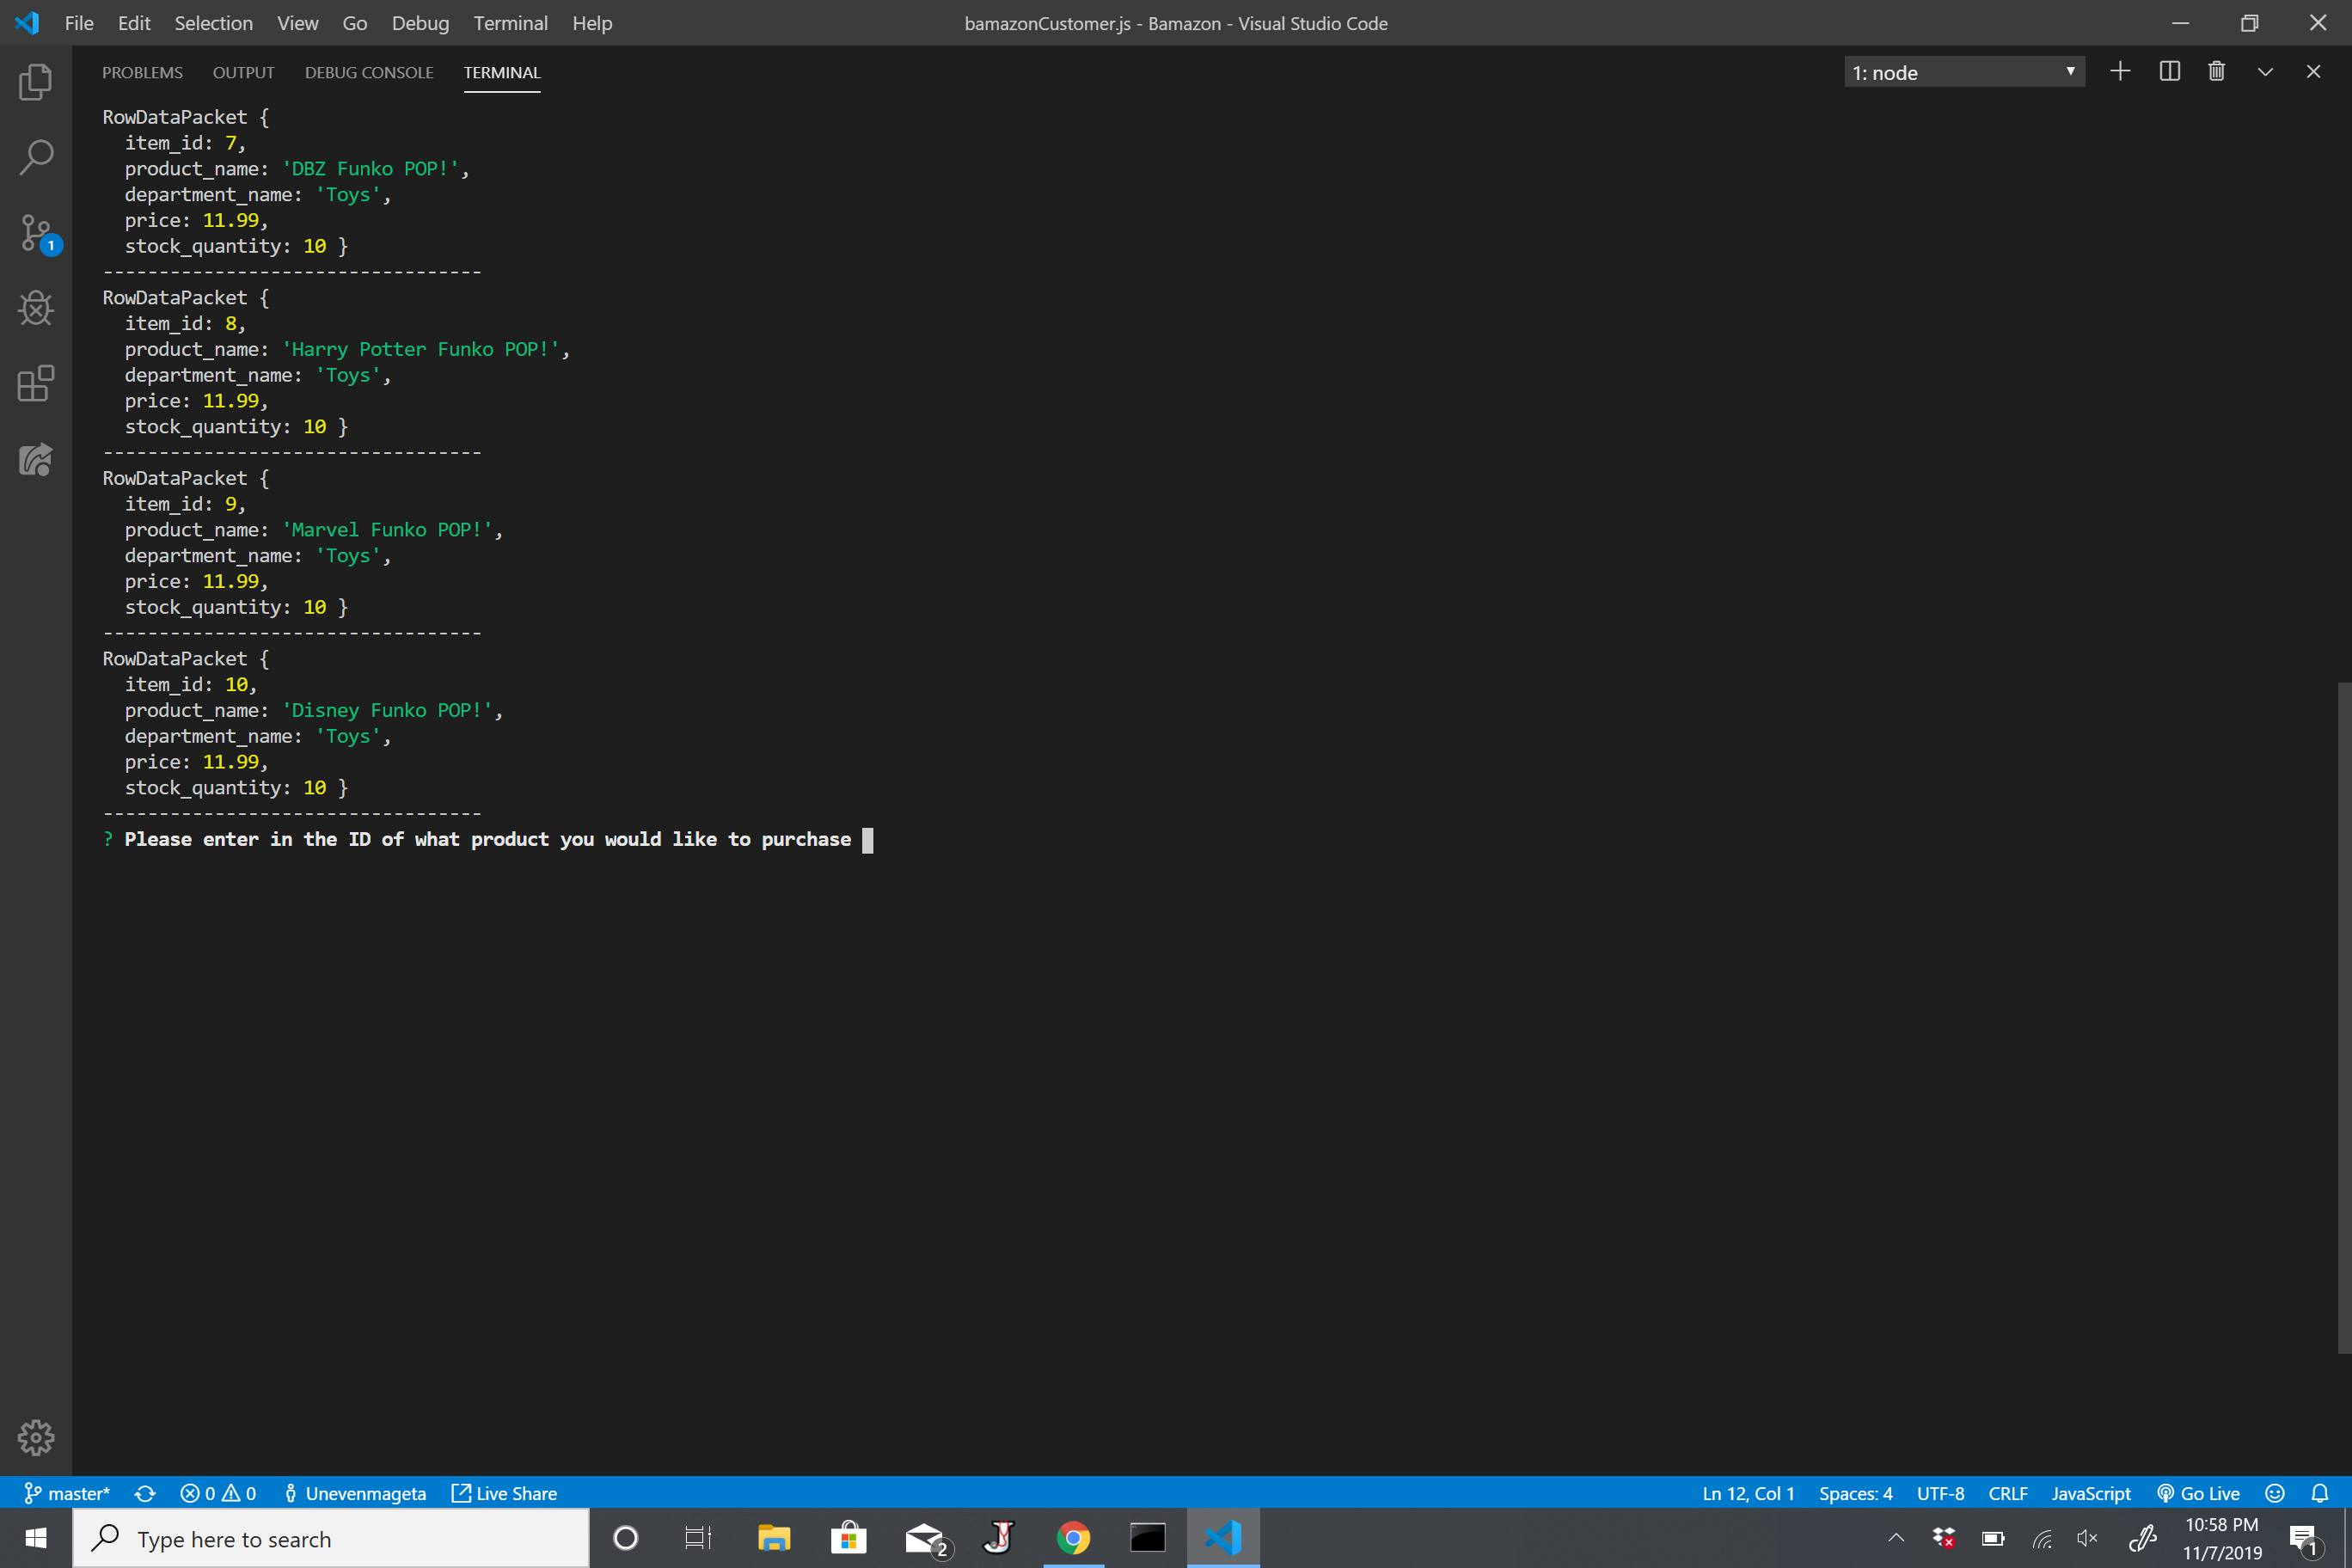 File Edit Selection View Go Debug Terminal Help
bamazonCustomer.js - Bamazon - Visual Studio Code
PROBLEMS OUTPUT DEBUG CONSOLE TERMINAL
1: node
RowDataPacket {
  item_id: 7,
  product_name: 'DBZ Funko POP!',
  department_name: 'Toys',
  price: 11.99,
  stock_quantity: 10 }
----------------------------------
RowDataPacket {
  item_id: 8,
  product_name: 'Harry Potter Funko POP!',
  department_name: 'Toys',
  price: 11.99,
  stock_quantity: 10 }
----------------------------------
RowDataPacket {
  item_id: 9,
  product_name: 'Marvel Funko POP!',
  department_name: 'Toys',
  price: 11.99,
  stock_quantity: 10 }
----------------------------------
RowDataPacket {
  item_id: 10,
  product_name: 'Disney Funko POP!',
  department_name: 'Toys',
  price: 11.99,
  stock_quantity: 10 }
----------------------------------
? Please enter in the ID of what product you would like to purchase
1
master* 0 0 Unevenmageta Live Share
Ln 12, Col 1 Spaces: 4 UTF-8 CRLF JavaScript Go Live
Type here to search
2
10:58 PM
11/7/2019
1